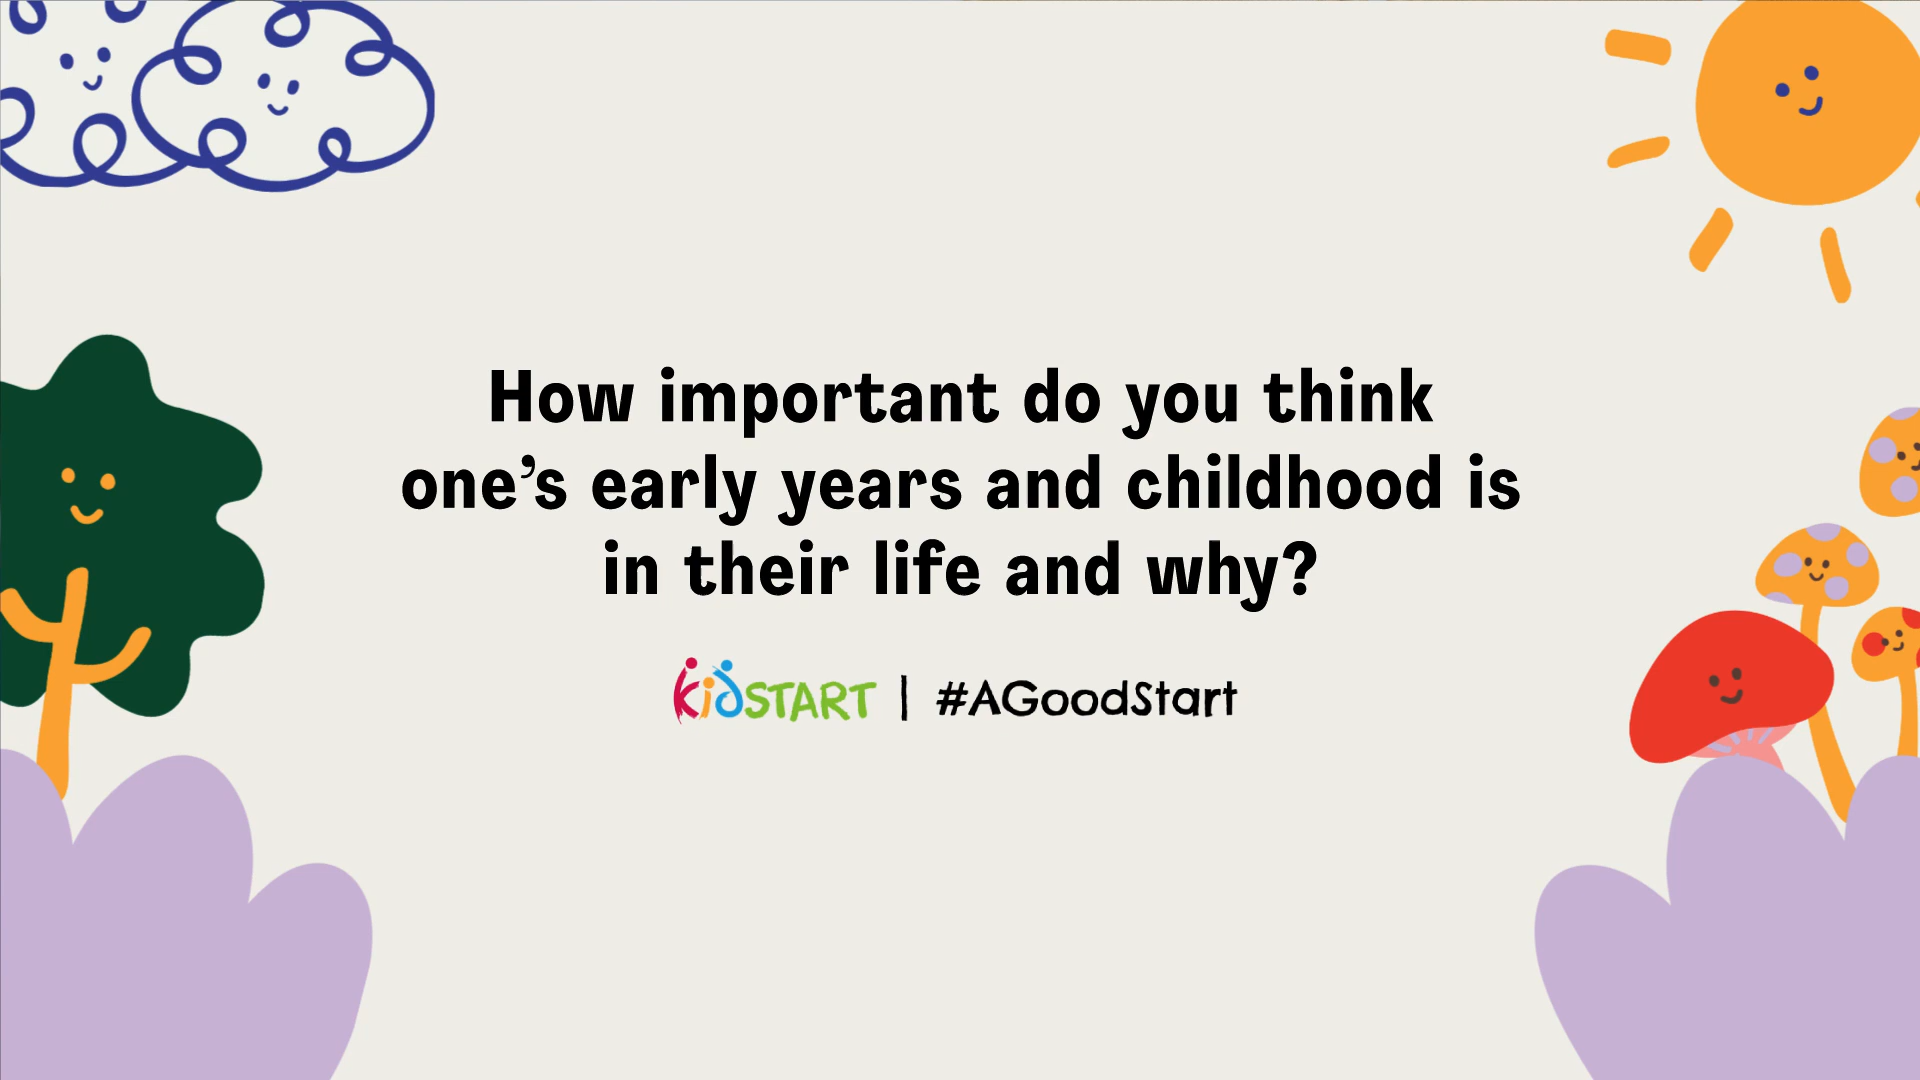 How important do you think
one’s early years and childhood is
in their life and why?
KidSTART | #AGoodStart